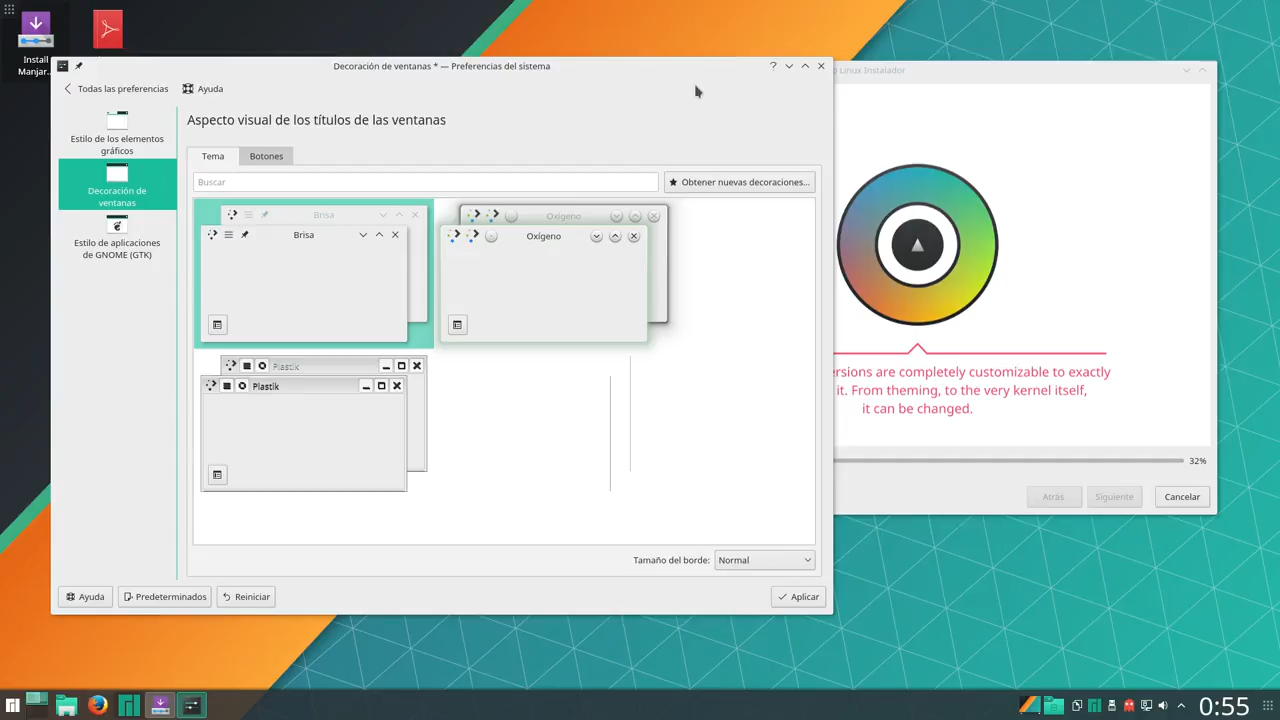 Install
Manjar...
Decoración de ventanas * — Preferencias del sistema
Linux Instalador
Todas las preferencias
Ayuda
Estilo de los elementos
gráficos
Decoración de
ventanas
Estilo de aplicaciones
de GNOME (GTK)
Aspecto visual de los títulos de las ventanas
Tema
Botones
Buscar
Obtener nuevas decoraciones...
Brisa
Brisa
Oxígeno
Oxígeno
Plastik
Plastik
Tamaño del borde:
Normal
Ayuda
Predeterminados
Reiniciar
Aplicar
are completely customizable to exactly
it. From theming, to the very kernel itself,
it can be changed.
32%
Atrás
Siguiente
Cancelar
0:55